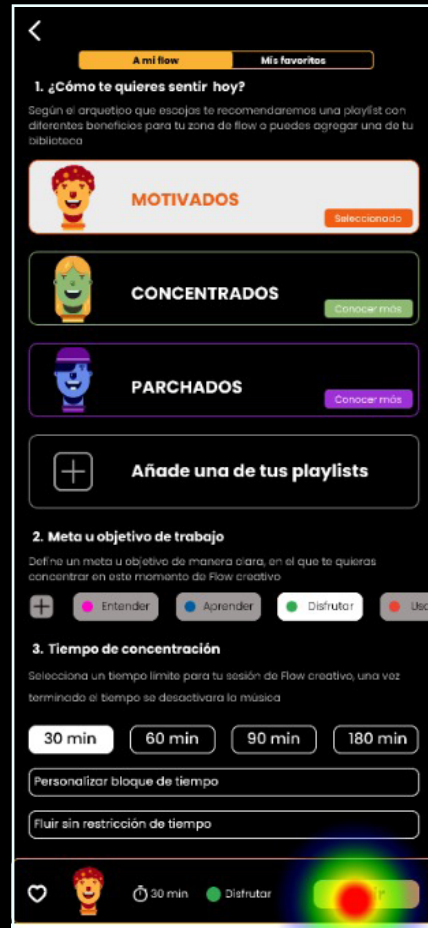 A mi flow
Mis favoritos
1. ¿Cómo te quieres sentir hoy?
Según el arquetipo que escojas te recomendaremos una playlist con
diferentes beneficios para tu zona de flow o puedes agregar una de tu
biblioteca
MOTIVADOS
Seleccionado
CONCENTRADOS
Conocer más
PARCHADOS
Conocer más
Añade una de tus playlists
2. Meta u objetivo de trabajo
Define un meta u objetivo de manera clara, en el que te quieras
concentrar en este momento de Flow creativo
Entender
Aprender
Disfrutar
3. Tiempo de concentración
Selecciona un tiempo límite para tu sesión de Flow creativo, una vez
terminado el tiempo se desactivara la música
30 min
60 min
90 min
180 min
Personalizar bloque de tiempo
Fluir sin restricción de tiempo
30 min
Disfrutar